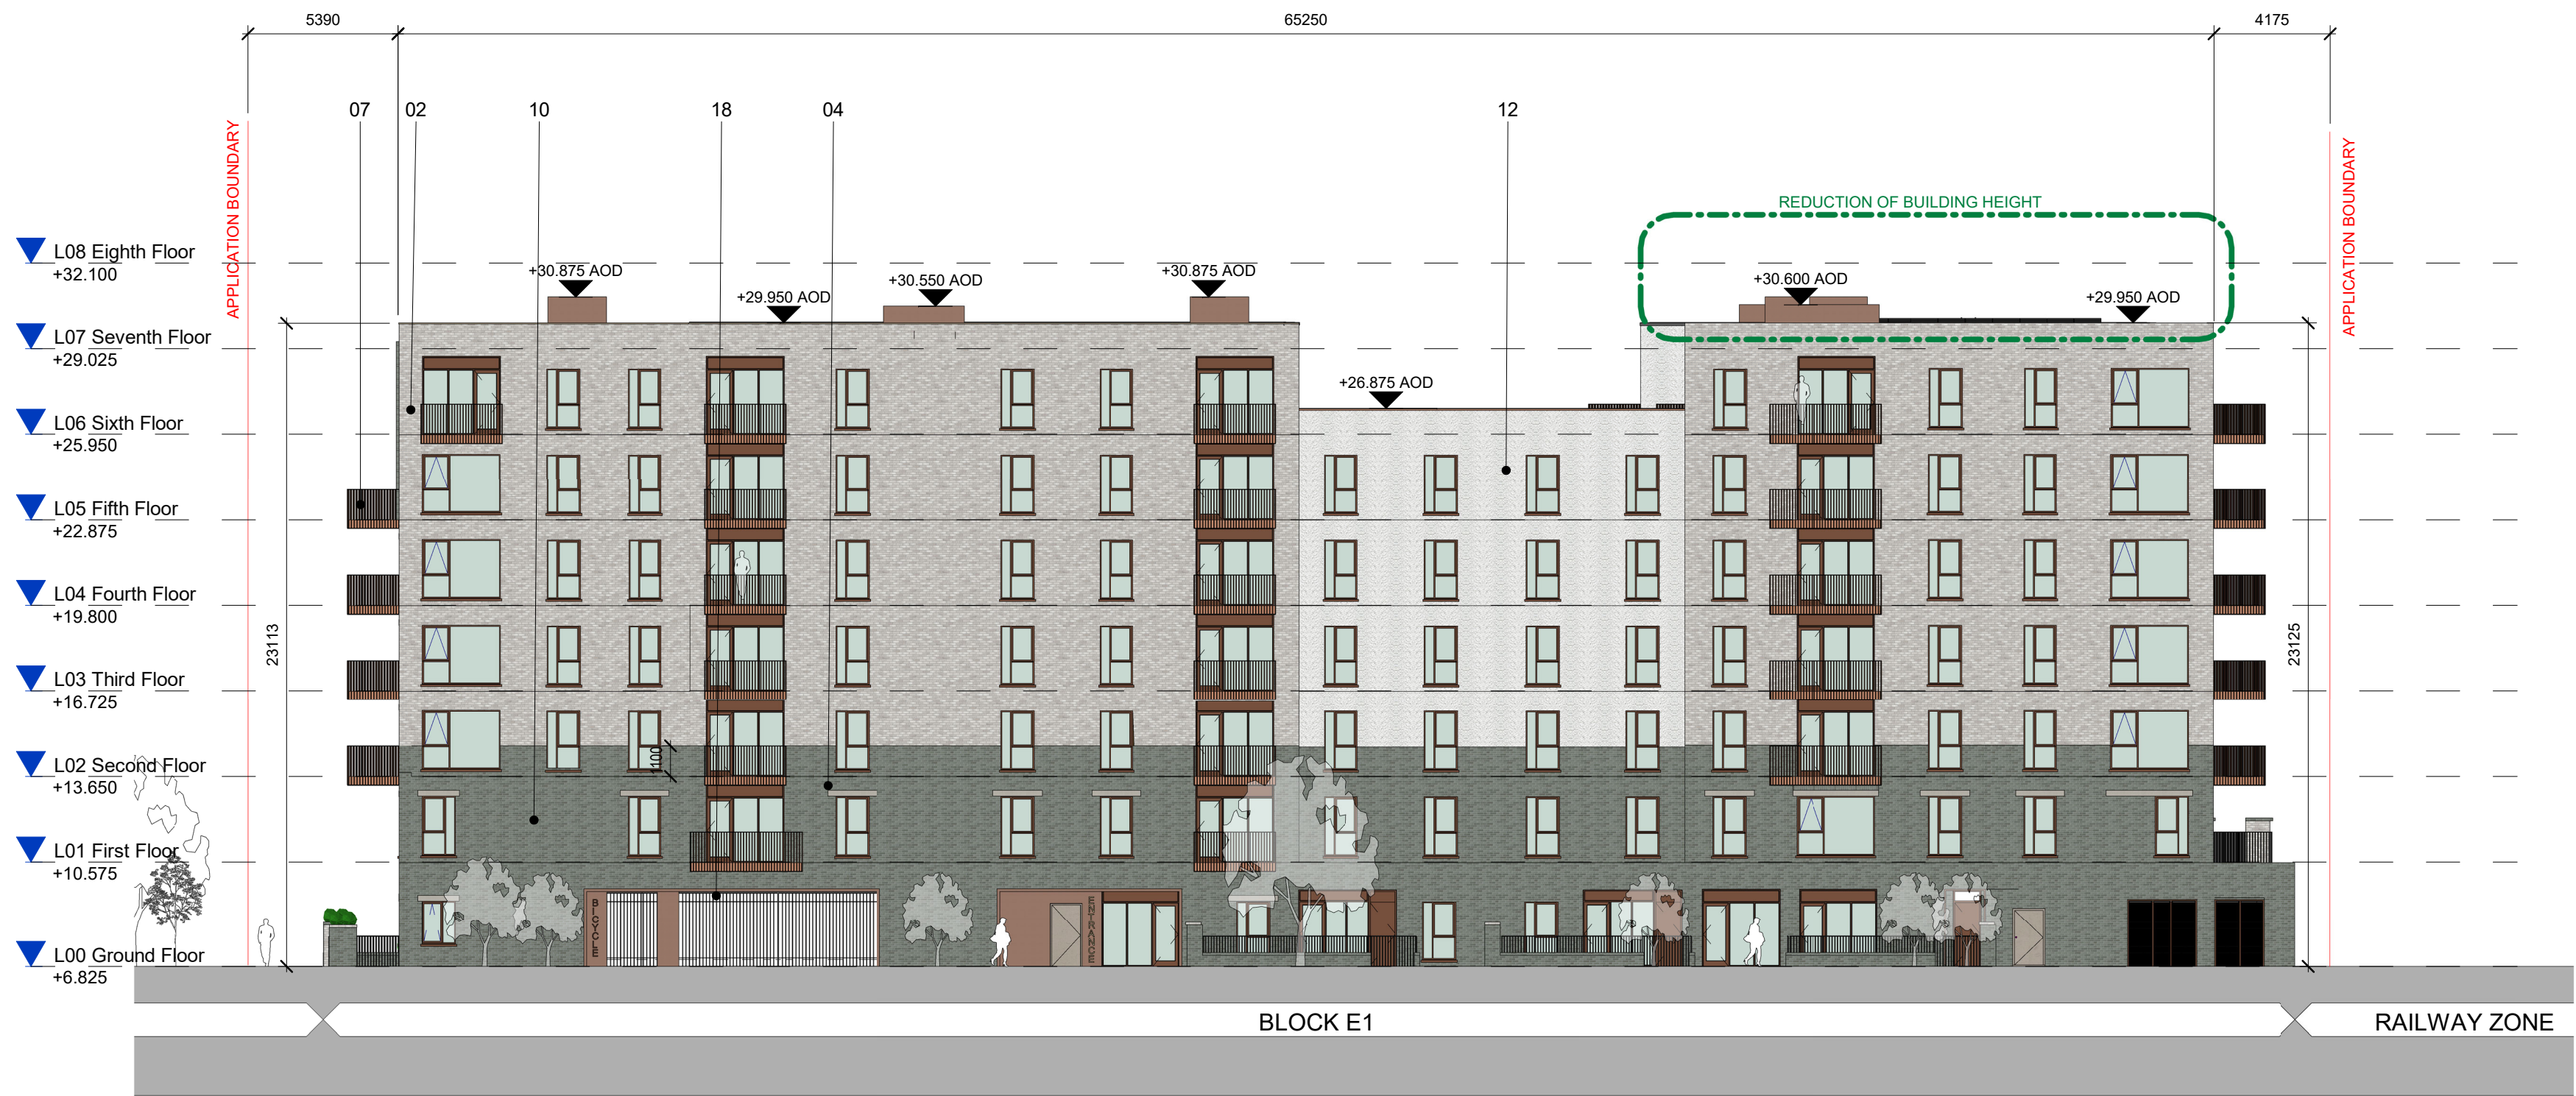 5390
65250
4175
07
02
10
18
04
12
APPLICATION BOUNDARY
APPLICATION BOUNDARY
REDUCTION OF BUILDING HEIGHT
L08 Eighth Floor
+32.100
+30.875 AOD
+30.550 AOD
+30.875 AOD
+30.600 AOD
+29.950 AOD
+29.950 AOD
L07 Seventh Floor
+29.025
+26.875 AOD
L06 Sixth Floor
+25.950
L05 Fifth Floor
+22.875
L04 Fourth Floor
+19.800
23113
23125
L03 Third Floor
+16.725
1100
L02 Second Floor
+13.650
L01 First Floor
+10.575
BICYCLE
ENTRANCE
L00 Ground Floor
+6.825
BLOCK E1
RAILWAY ZONE